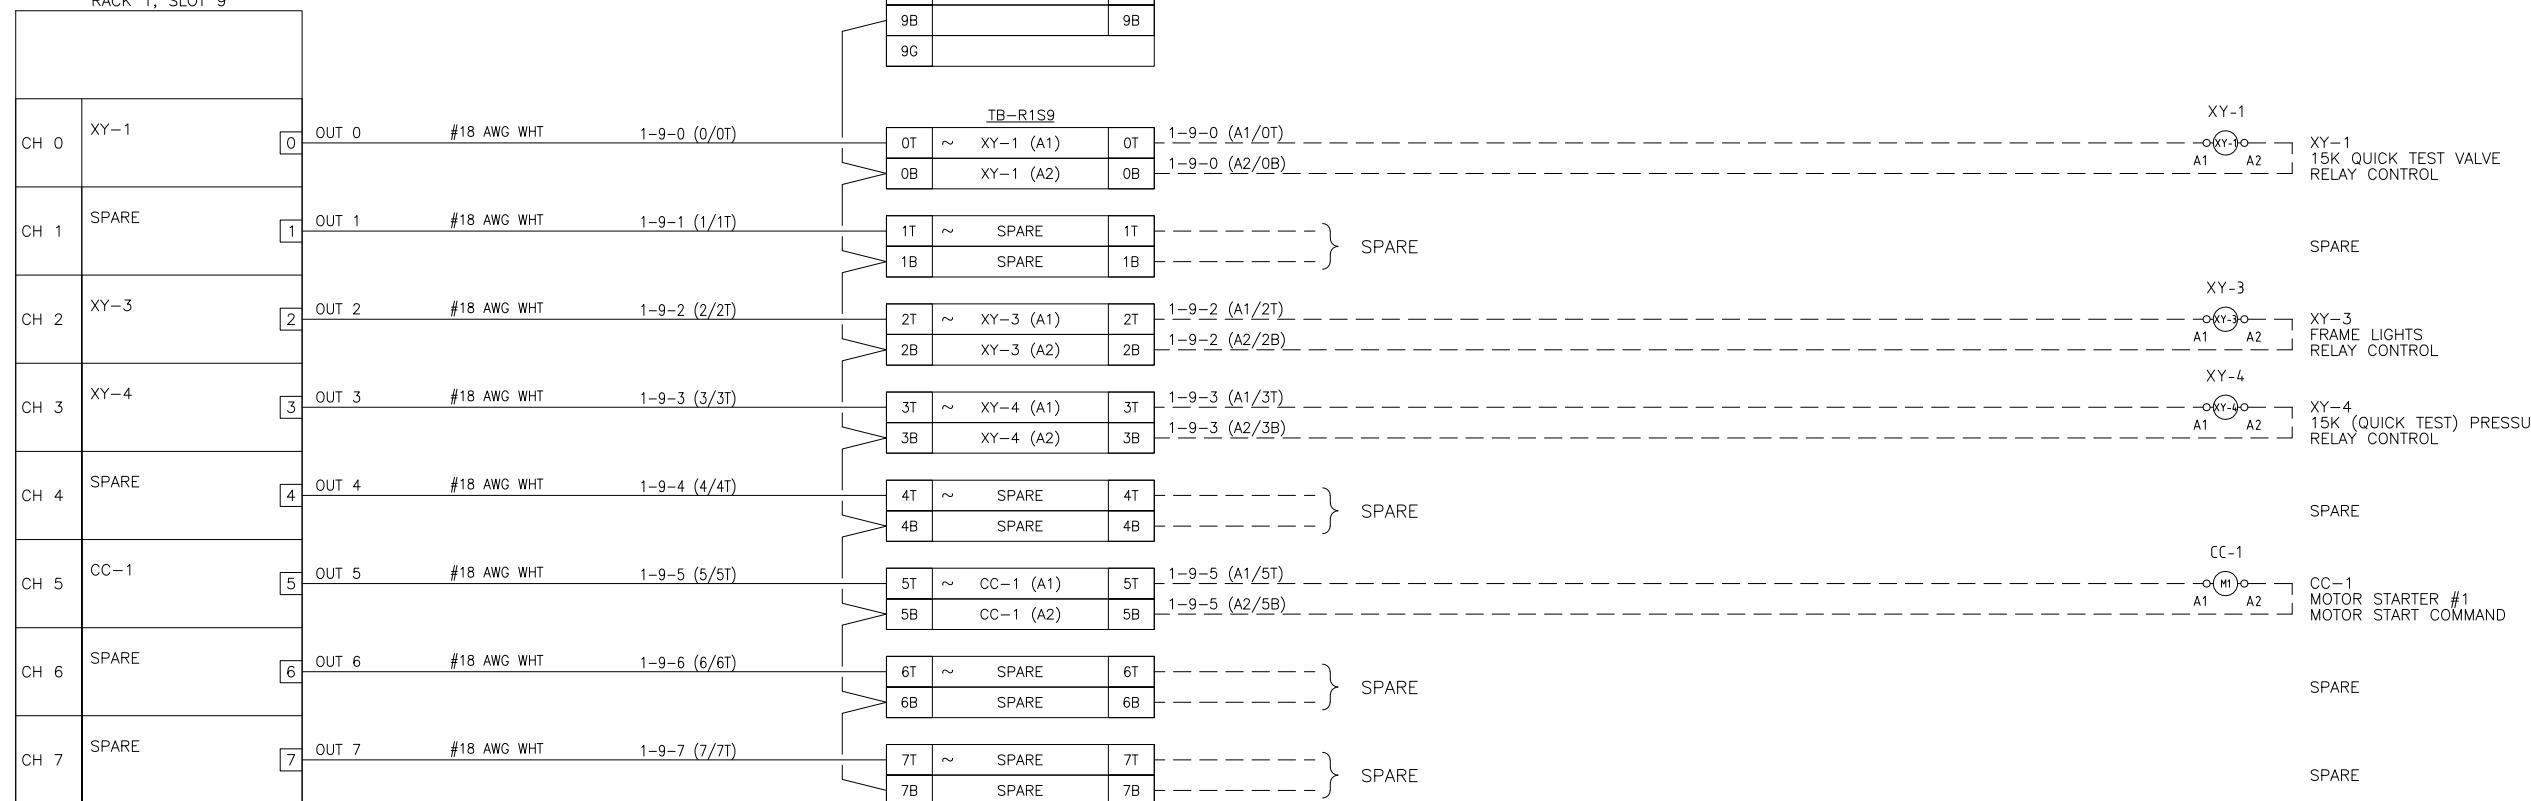 RACK 1, SLOT 9
9B 9B
9G
TB-R1S9
XY-1
CH 0 XY-1 0 OUT 0 #18 AWG WHT 1-9-0 (0/0T) 0T ~ XY-1 (A1) 0T 1-9-0 (A1/0T) XY-1 XY-1
0B XY-1 (A2) 0B 1-9-0 (A2/0B) A1 A2 15K QUICK TEST VALVE
RELAY CONTROL
CH 1 SPARE 1 OUT 1 #18 AWG WHT 1-9-1 (1/1T) 1T ~ SPARE 1T
SPARE SPARE
1B SPARE 1B
XY-3
CH 2 XY-3 2 OUT 2 #18 AWG WHT 1-9-2 (2/2T) 2T ~ XY-3 (A1) 2T 1-9-2 (A1/2T) XY-3 XY-3
2B XY-3 (A2) 2B 1-9-2 (A2/2B) A1 A2 FRAME LIGHTS
RELAY CONTROL
XY-4
CH 3 XY-4 3 OUT 3 #18 AWG WHT 1-9-3 (3/3T) 3T ~ XY-4 (A1) 3T 1-9-3 (A1/3T) XY-4 XY-4
3B XY-4 (A2) 3B 1-9-3 (A2/3B) A1 A2 15K (QUICK TEST) PRESSU
RELAY CONTROL
CH 4 SPARE 4 OUT 4 #18 AWG WHT 1-9-4 (4/4T) 4T ~ SPARE 4T
SPARE SPARE
4B SPARE 4B
CC-1
CH 5 CC-1 5 OUT 5 #18 AWG WHT 1-9-5 (5/5T) 5T ~ CC-1 (A1) 5T 1-9-5 (A1/5T) M1 CC-1
5B CC-1 (A2) 5B 1-9-5 (A2/5B) A1 A2 MOTOR STARTER #1
MOTOR START COMMAND
CH 6 SPARE 6 OUT 6 #18 AWG WHT 1-9-6 (6/6T) 6T ~ SPARE 6T
SPARE SPARE
6B SPARE 6B
CH 7 SPARE 7 OUT 7 #18 AWG WHT 1-9-7 (7/7T) 7T ~ SPARE 7T
SPARE SPARE
7B SPARE 7B